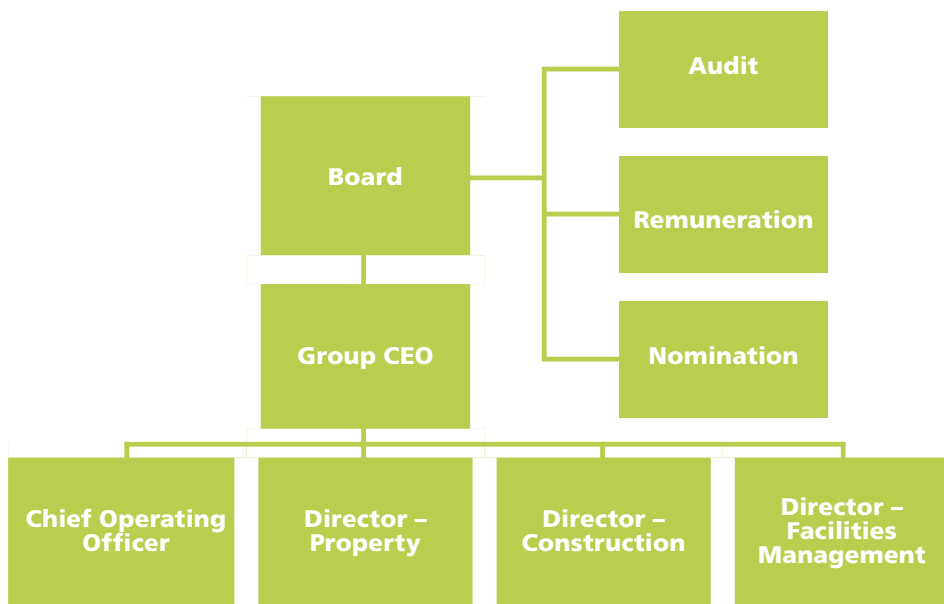 Audit
Board
Remuneration
Group CEO
Nomination
Chief Operating
Officer
Director –
Property
Director –
Construction
Director –
Facilities
Management